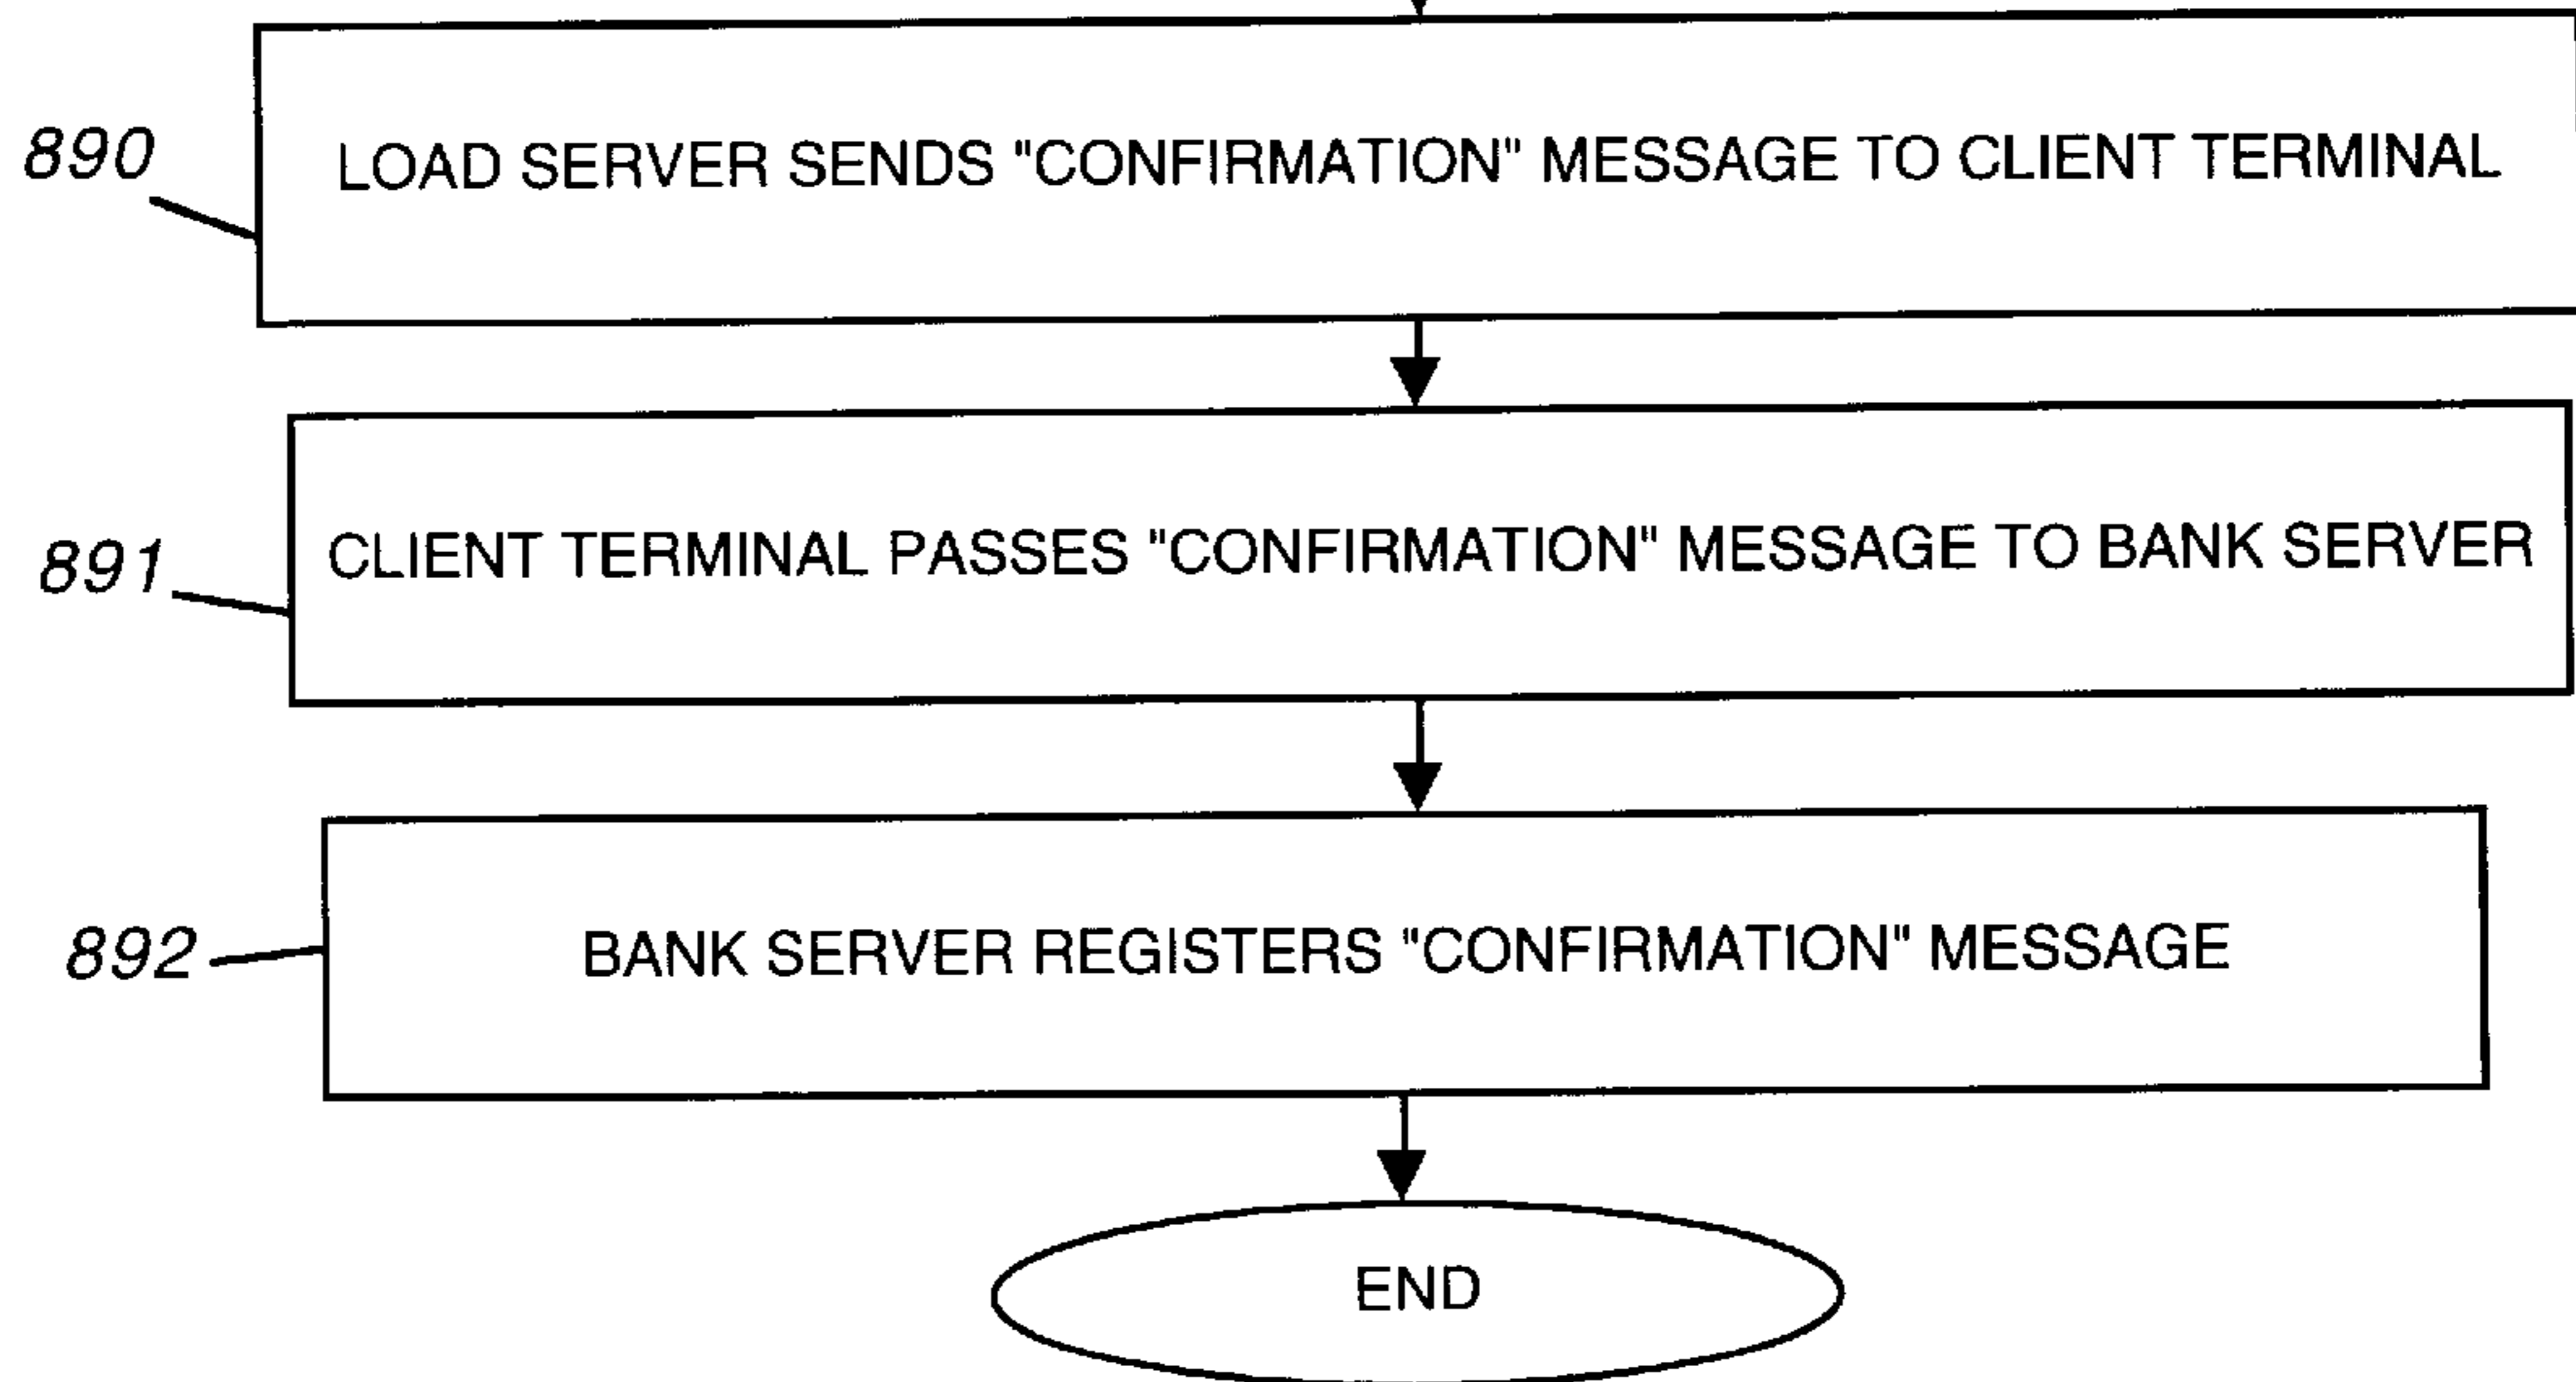 890
LOAD SERVER SENDS "CONFIRMATION" MESSAGE TO CLIENT TERMINAL
891
CLIENT TERMINAL PASSES "CONFIRMATION" MESSAGE TO BANK SERVER
892
BANK SERVER REGISTERS "CONFIRMATION" MESSAGE
END